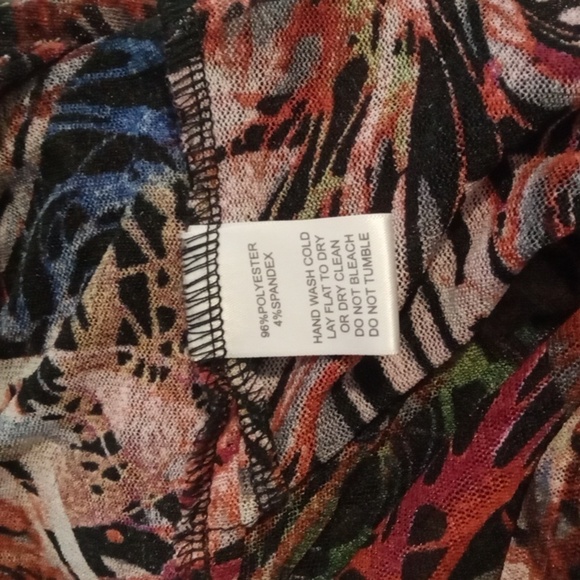 96%POLYESTER
4%SPANDEX
HAND WASH COLD
LAY FLAT TO DRY
OR DRY CLEAN
DO NOT BLEACH
DO NOT TUMBLE